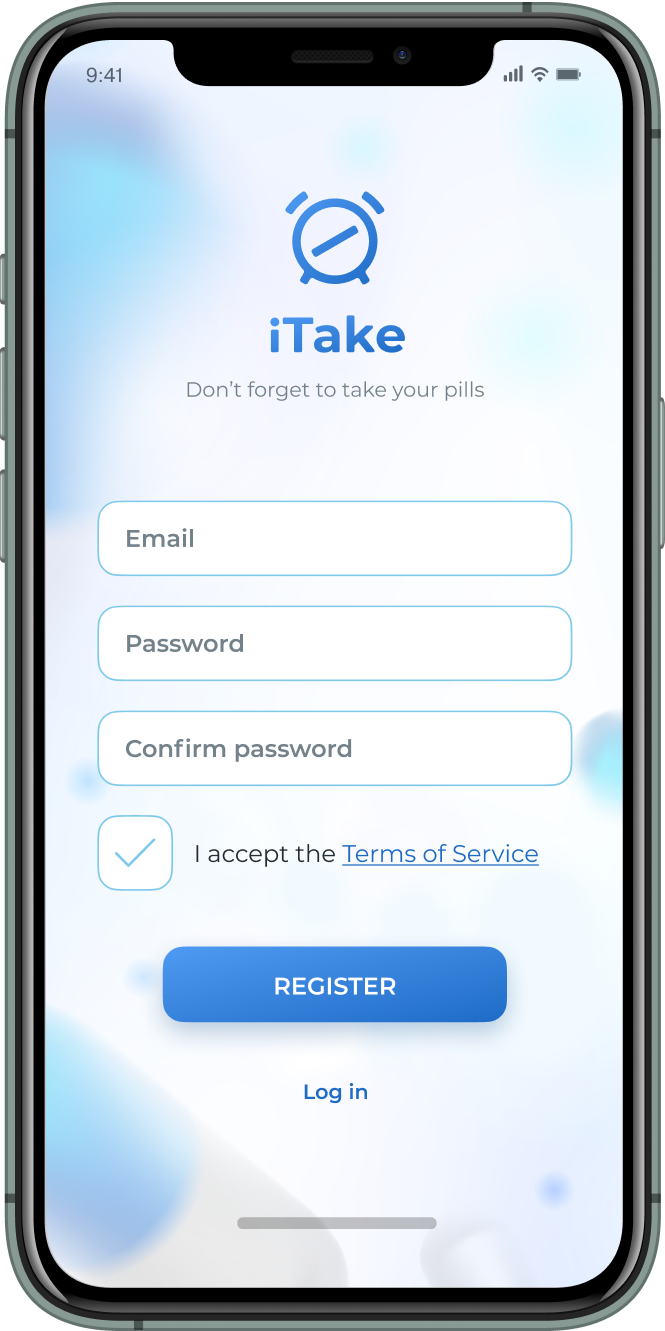 9:41
iTake
Don't forget to take your pills
Email
Password
Confirm password
I accept the Terms of Service
REGISTER
Log in